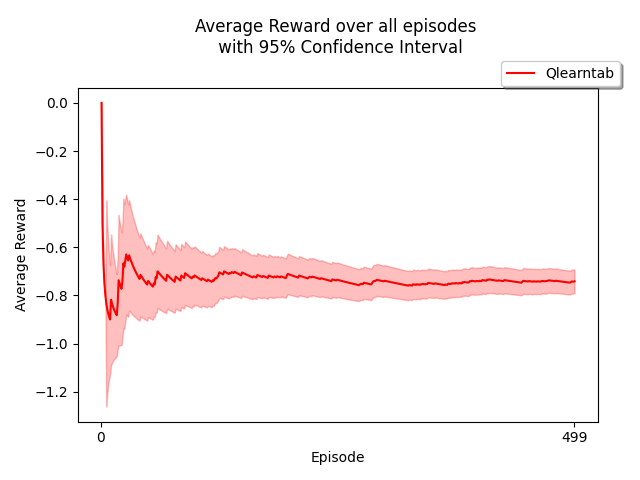 Average Reward over all episodes
with 95% Confidence Interval
Qlearntab
Average Reward
0.0
−0.2
−0.4
−0.6
−0.8
−1.0
−1.2
0
499
Episode